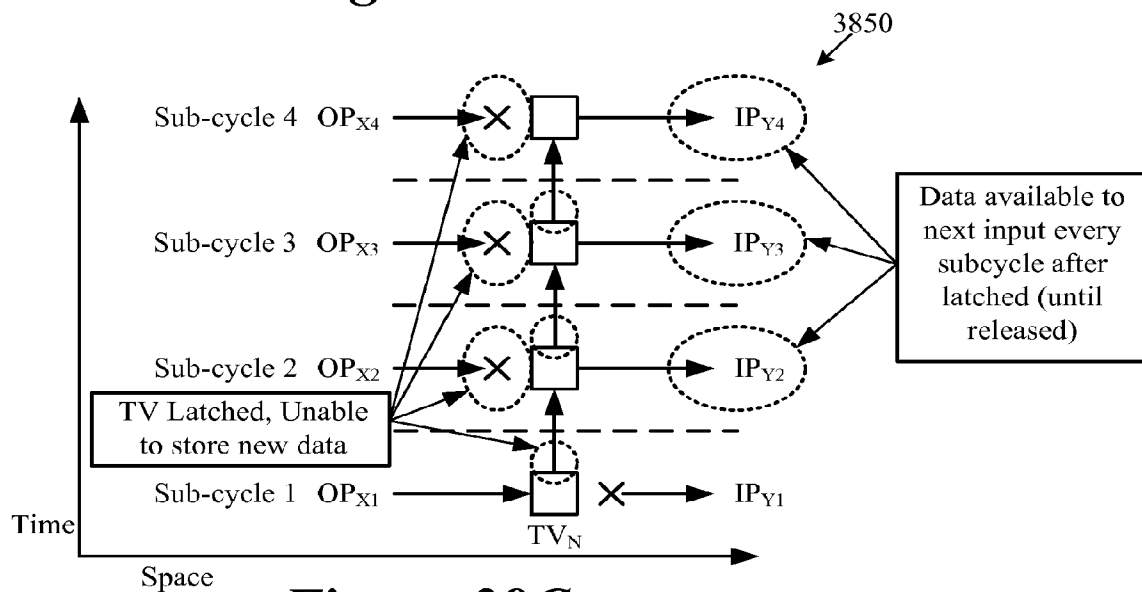 3850
Sub-cycle 4 OPX4 IPY4
Sub-cycle 3 OPX3 IPY3
Sub-cycle 2 OPX2 IPY2
Sub-cycle 1 OPX1 IPY1
Data available to
next input every
subcycle after
latched (until
released)
TV Latched, Unable
to store new data
TVN
Time
Space